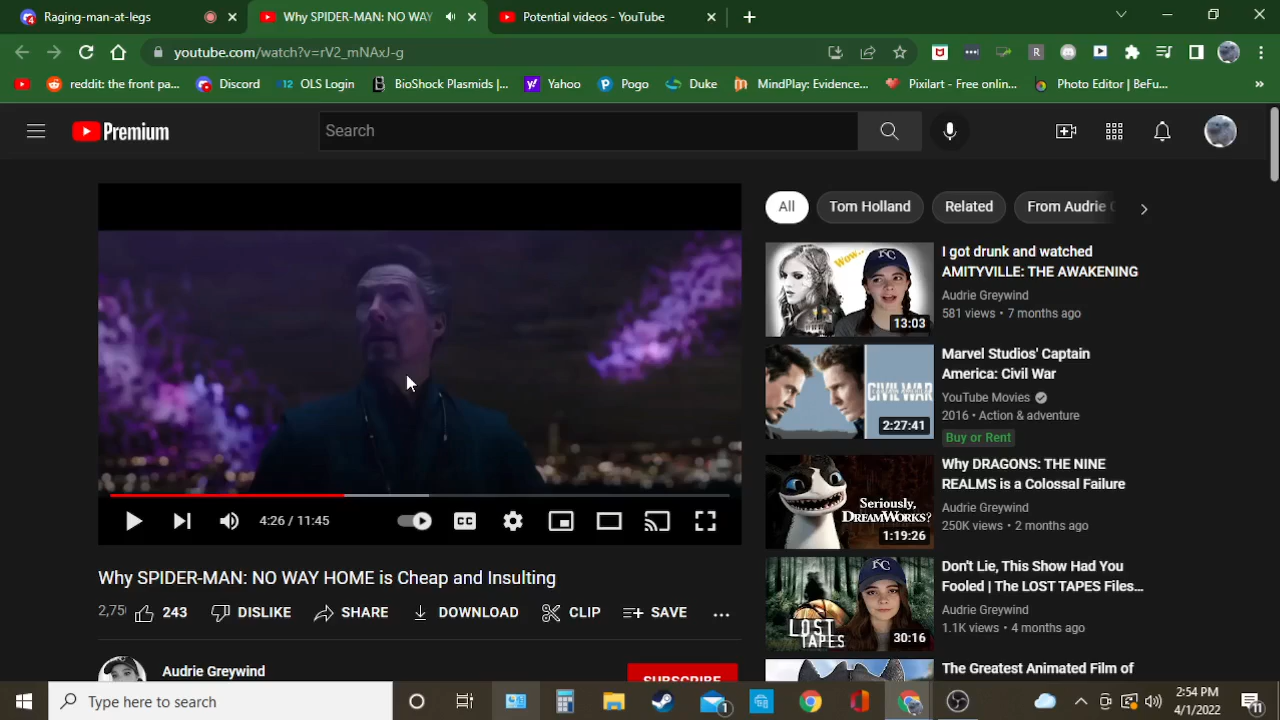 Raging-man-at-legs
Why SPIDER-MAN: NO WAY
Potential videos - YouTube
youtube.com/watch?v=rV2_mNAxJ-g
reddit: the front pa...
Discord
12 OLS Login
BioShock Plasmids |...
Yahoo
Pogo
Duke
MindPlay: Evidence...
Pixilart - Free onlin...
Photo Editor | BeFu...
Premium
Search
All
Tom Holland
Related
From Audrie G
Wow..
KC
13:03
I got drunk and watched
AMITYVILLE: THE AWAKENING
Audrie Greywind
581 views • 7 months ago
CIVIL WAR
2:27:41
Marvel Studios' Captain
America: Civil War
YouTube Movies
2016 • Action & adventure
Buy or Rent
Seriously,
DREAMWORKS?
1:19:26
Why DRAGONS: THE NINE
REALMS is a Colossal Failure
Audrie Greywind
250K views • 2 months ago
4:26 / 11:45
CC
Why SPIDER-MAN: NO WAY HOME is Cheap and Insulting
243
DISLIKE
SHARE
DOWNLOAD
CLIP
SAVE
KC
LOST
TAPES
30:16
Don't Lie, This Show Had You
Fooled | The LOST TAPES Files...
Audrie Greywind
1.1K views • 4 months ago
Audrie Greywind
SUBSCRIBE
The Greatest Animated Film of
Type here to search
1
2:54 PM
4/1/2022
11